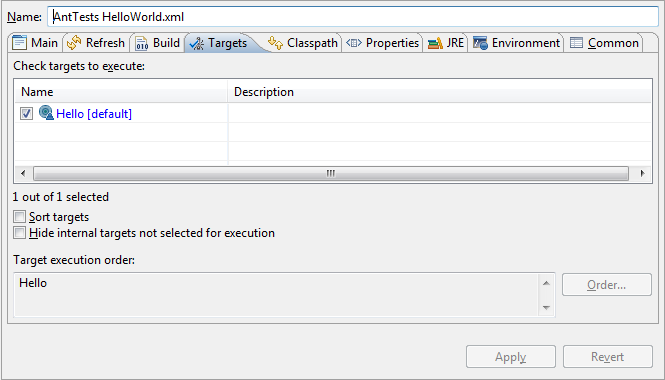 Name: AntTests HelloWorld.xml
Main Refresh Build Targets Classpath Properties JRE Environment Common
Check targets to execute:
Name Description
Hello [default]
1 out of 1 selected
Sort targets
Hide internal targets not selected for execution
Target execution order:
Hello
Order...
Apply Revert